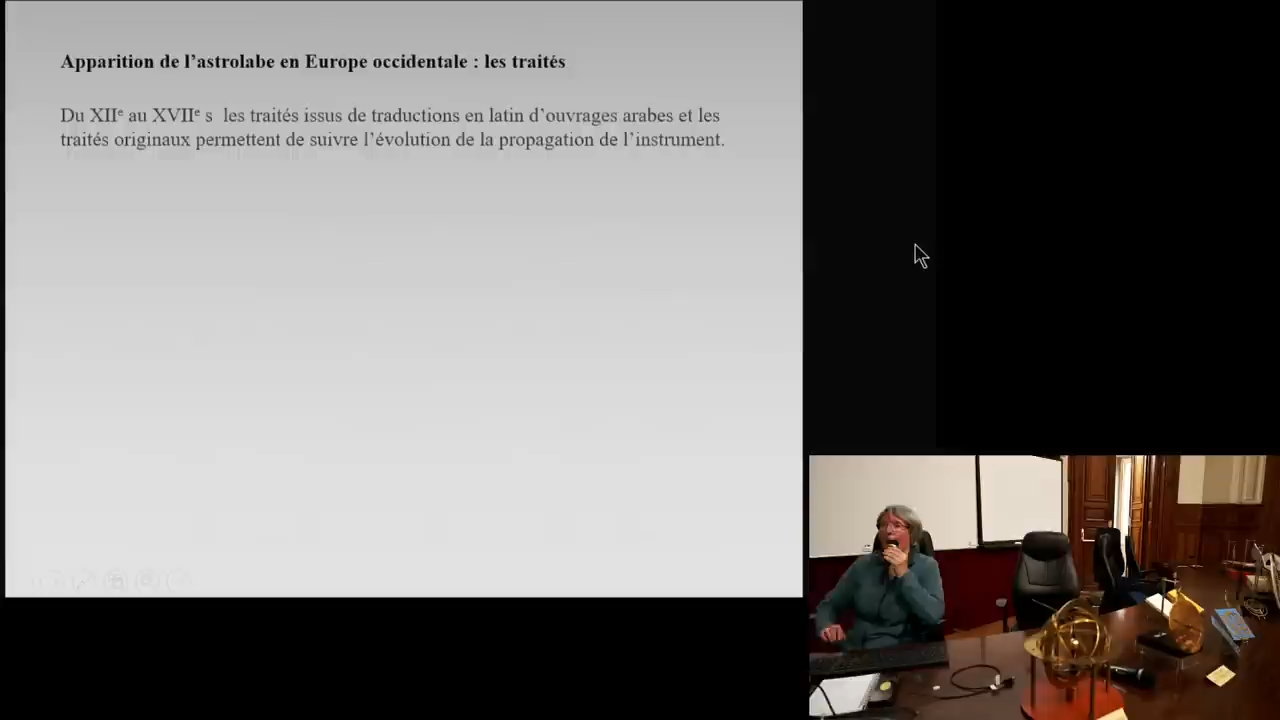 Apparition de l’astrolabe en Europe occidentale : les traités
Du XIIᵉ au XVIIᵉ s les traités issus de traductions en latin d’ouvrages arabes et les
traités originaux permettent de suivre l’évolution de la propagation de l’instrument.